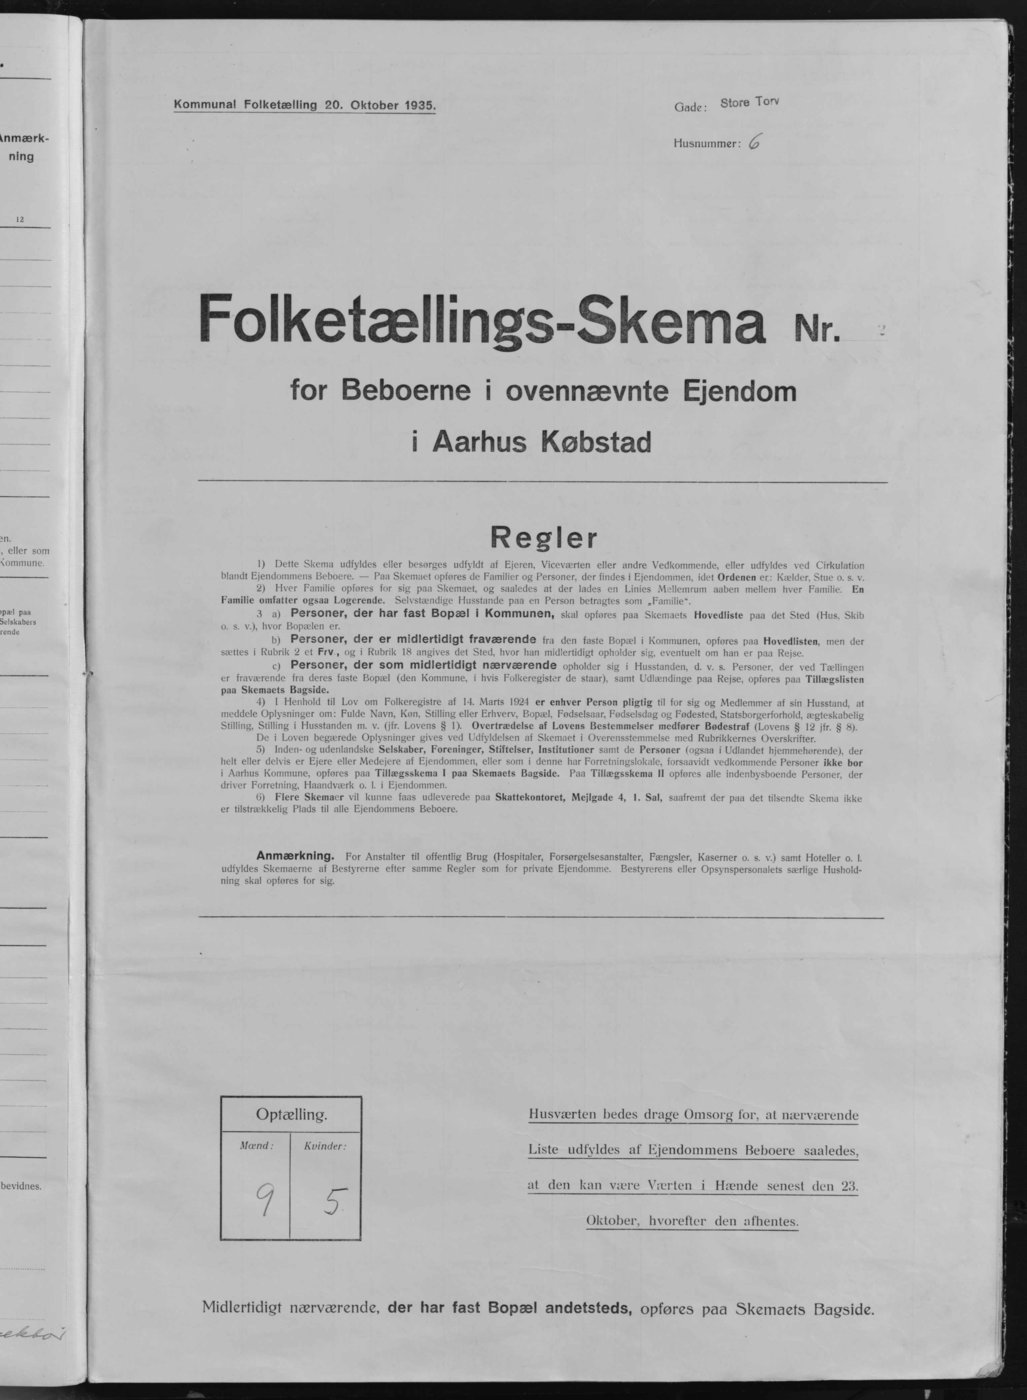 Anmærk-
ning
12
en.
, eller som
Kommune.
opæl paa
Selskabers
rende
bevidnes.
Kommunal Folketælling 20. Oktober 1935.
Gade: Store Torv
Husnummer: 6
Folketællings-Skema Nr. 2
for Beboerne i ovennævnte Ejendom
i Aarhus Købstad
Regler
1) Dette Skema udfyldes eller besørges udfyldt af Ejeren, Viceværten eller andre Vedkommende, eller udfyldes ved Cirkulation
blandt Ejendommens Beboere. — Paa Skemaet opføres de Familier og Personer, der findes i Ejendommen, idet Ordenen er: Kælder, Stue o. s. v.
2) Hver Familie opføres for sig paa Skemaet, og saaledes at der lades en Linies Mellemrum aaben mellem hver Familie. En
Familie omfatter ogsaa Logerende. Selvstændige Husstande paa en Person betragtes som „Familie“.
3 a) Personer, der har fast Bopæl i Kommunen, skal opføres paa Skemaets Hovedliste paa det Sted (Hus, Skib
o. s. v.), hvor Bopælen er.
b) Personer, der er midlertidigt fraværende fra den faste Bopæl i Kommunen, opføres paa Hovedlisten, men der
sættes i Rubrik 2 et Frv., og i Rubrik 18 angives det Sted, hvor han midlertidigt opholder sig, eventuelt om han er paa Rejse.
c) Personer, der som midlertidigt nærværende opholder sig i Husstanden, d. v. s. Personer, der ved Tællingen
er fraværende fra deres faste Bopæl (den Kommune, i hvis Folkeregister de staar), samt Udlændinge paa Rejse, opføres paa Tillægslisten
paa Skemaets Bagside.
4) I Henhold til Lov om Folkeregistre af 14. Marts 1924 er enhver Person pligtig til for sig og Medlemmer af sin Husstand, at
meddele Oplysninger om: Fulde Navn, Køn, Stilling eller Erhverv, Bopæl, Fødselsaar, Fødselsdag og Fødested, Statsborgerforhold, ægteskabelig
Stilling, Stilling i Husstanden m. v. (jfr. Lovens § 1). Overtrædelse af Lovens Bestemmelser medfører Bødestraf (Lovens § 12 jfr. § 8).
De i Loven begærede Oplysninger gives ved Udfyldelsen af Skemaet i Overensstemmelse med Rubrikkernes Overskrifter.
5) Inden- og udenlandske Selskaber, Foreninger, Stiftelser, Institutioner samt de Personer (ogsaa i Udlandet hjemmehørende), der
helt eller delvis er Ejere eller Medejere af Ejendommen, eller som i denne har Forretningslokale, forsaavidt vedkommende Personer ikke bor
i Aarhus Kommune, opføres paa Tillægsskema I paa Skemaets Bagside. Paa Tillægsskema II opføres alle indenbysboende Personer, der
driver Forretning, Haandværk o. l. i Ejendommen.
6) Flere Skemaer vil kunne faas udleverede paa Skattekontoret, Mejlgade 4, 1. Sal, saafremt der paa det tilsendte Skema ikke
er tilstrækkelig Plads til alle Ejendommens Beboere.
Anmærkning. For Anstalter til offentlig Brug (Hospitaler, Forsørgelsesanstalter, Fængsler, Kaserner o. s. v.) samt Hoteller o. l.
udfyldes Skemaerne af Bestyrerne efter samme Regler som for private Ejendomme. Bestyrerens eller Opsynspersonalets særlige Hushold-
ning skal opføres for sig.
Optælling.
Mænd: Kvinder:
9 5
Husværten bedes drage Omsorg for, at nærværende
Liste udfyldes af Ejendommens Beboere saaledes,
at den kan være Værten i Hænde senest den 23.
Oktober, hvorefter den afhentes.
Midlertidigt nærværende, der har fast Bopæl andetsteds, opføres paa Skemaets Bagside.